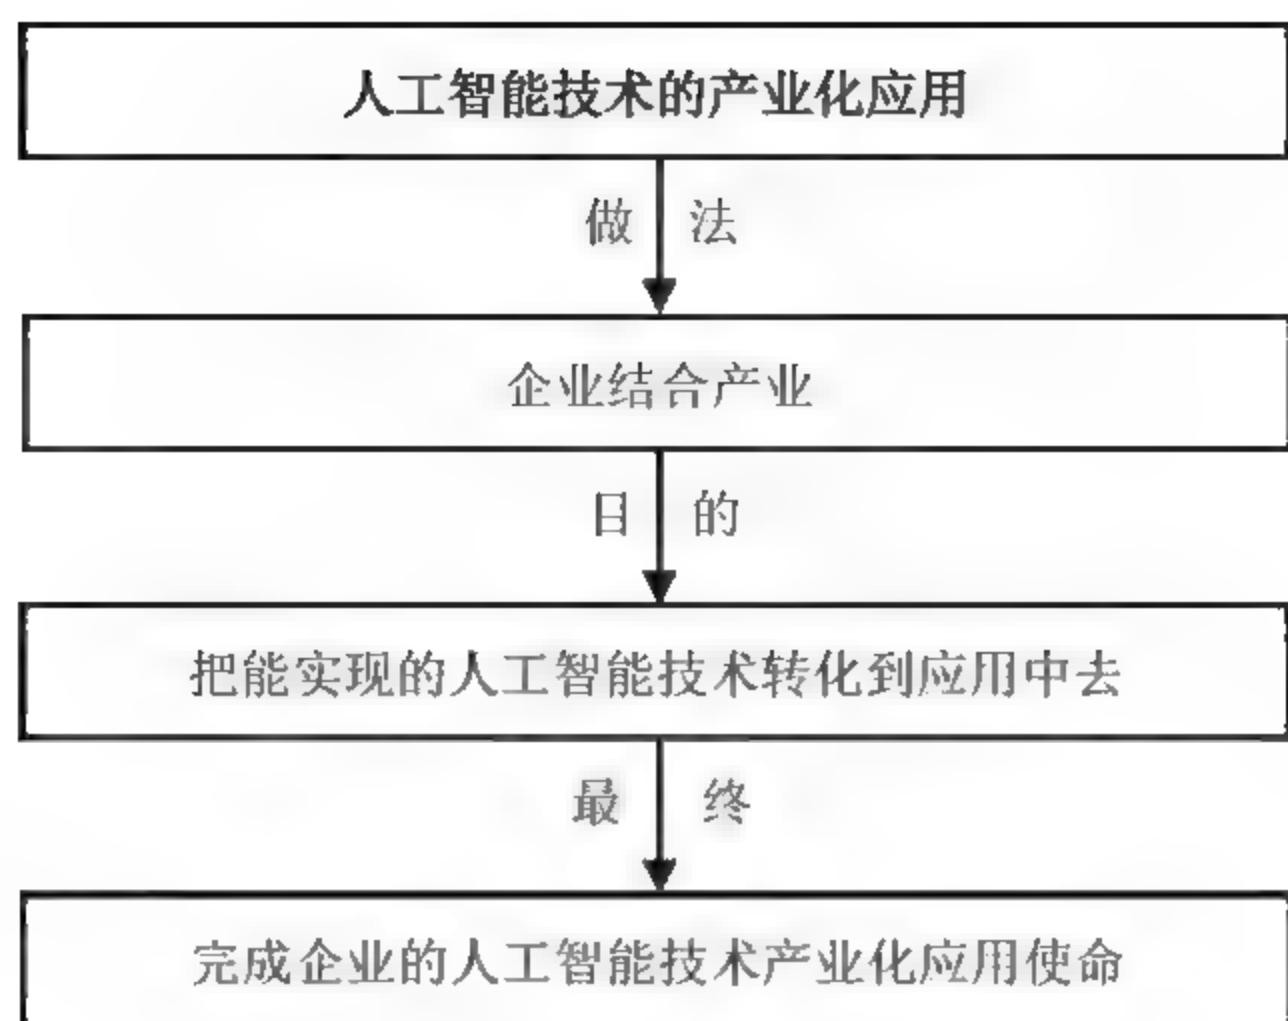 人工智能技术的产业化应用
做法
企业结合产业
目的
把能实现的人工智能技术转化到应用中去
最终
完成企业的人工智能技术产业化应用使命